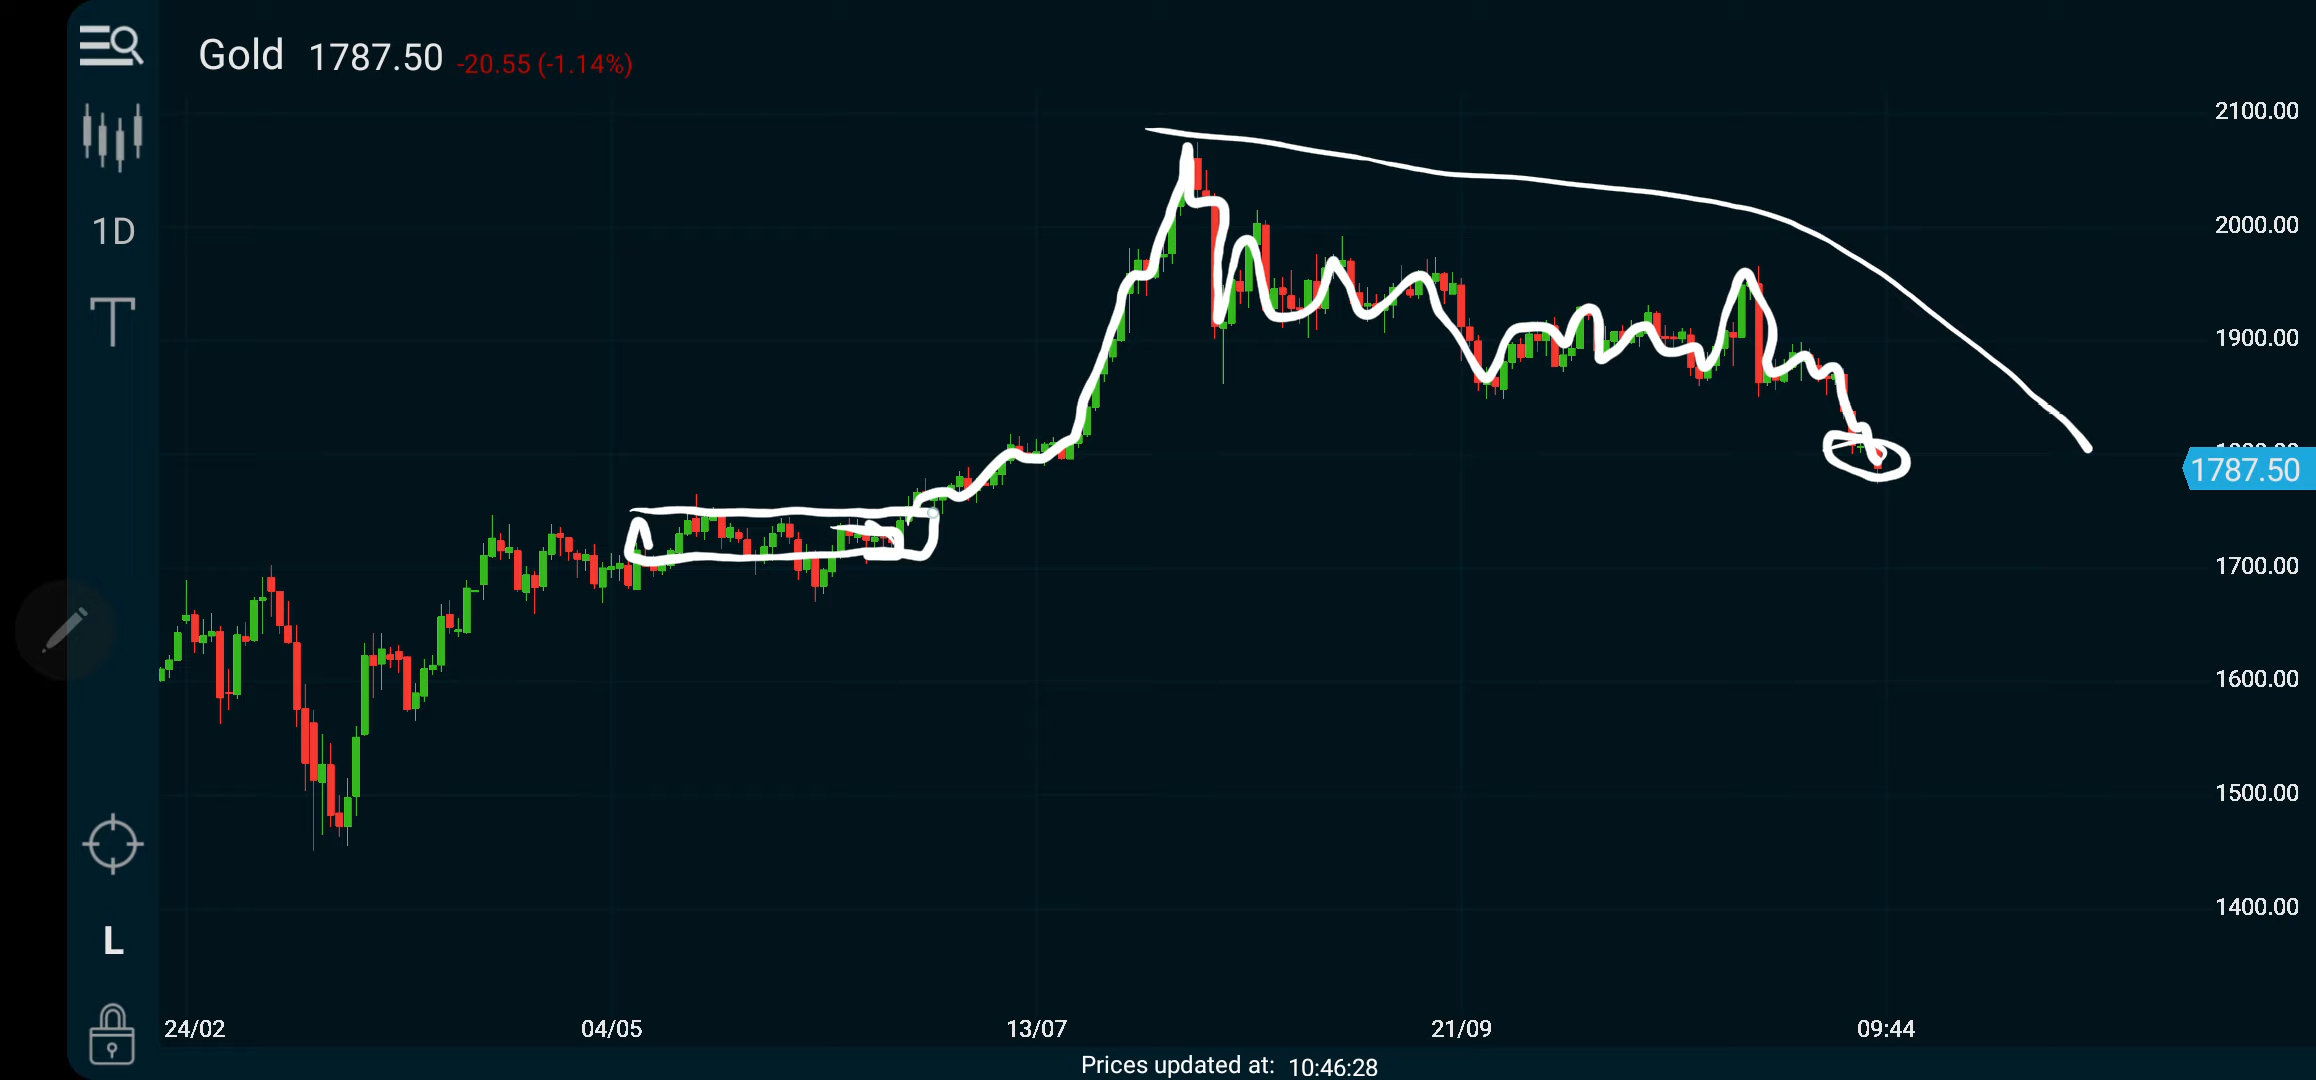 Gold 1787.50 -20.55 (-1.14%)
1D
T
L
2100.00
2000.00
1900.00
1787.50
1700.00
1600.00
1500.00
1400.00
24/02 04/05 13/07 21/09 09:44
Prices updated at: 10:46:28